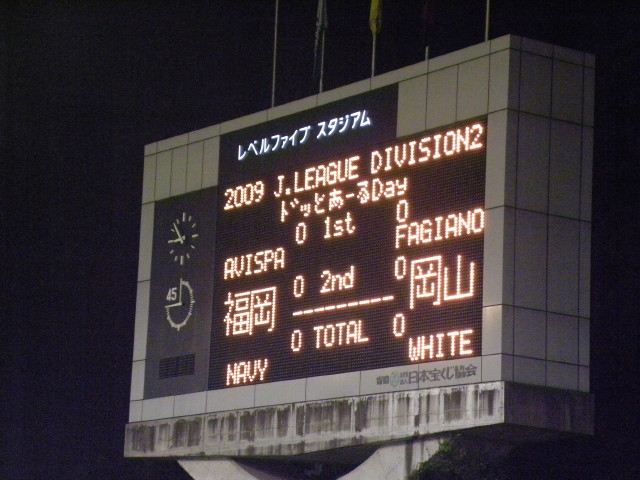 レベルファイブ スタジアム
2009 J.LEAGUE DIVISION2
ドッとあーるDay
0 1st 0
AVISPA FAGIANO
福岡 0 2nd 0 岡山
0 TOTAL 0
NAVY WHITE
45
日本宝くじ協会